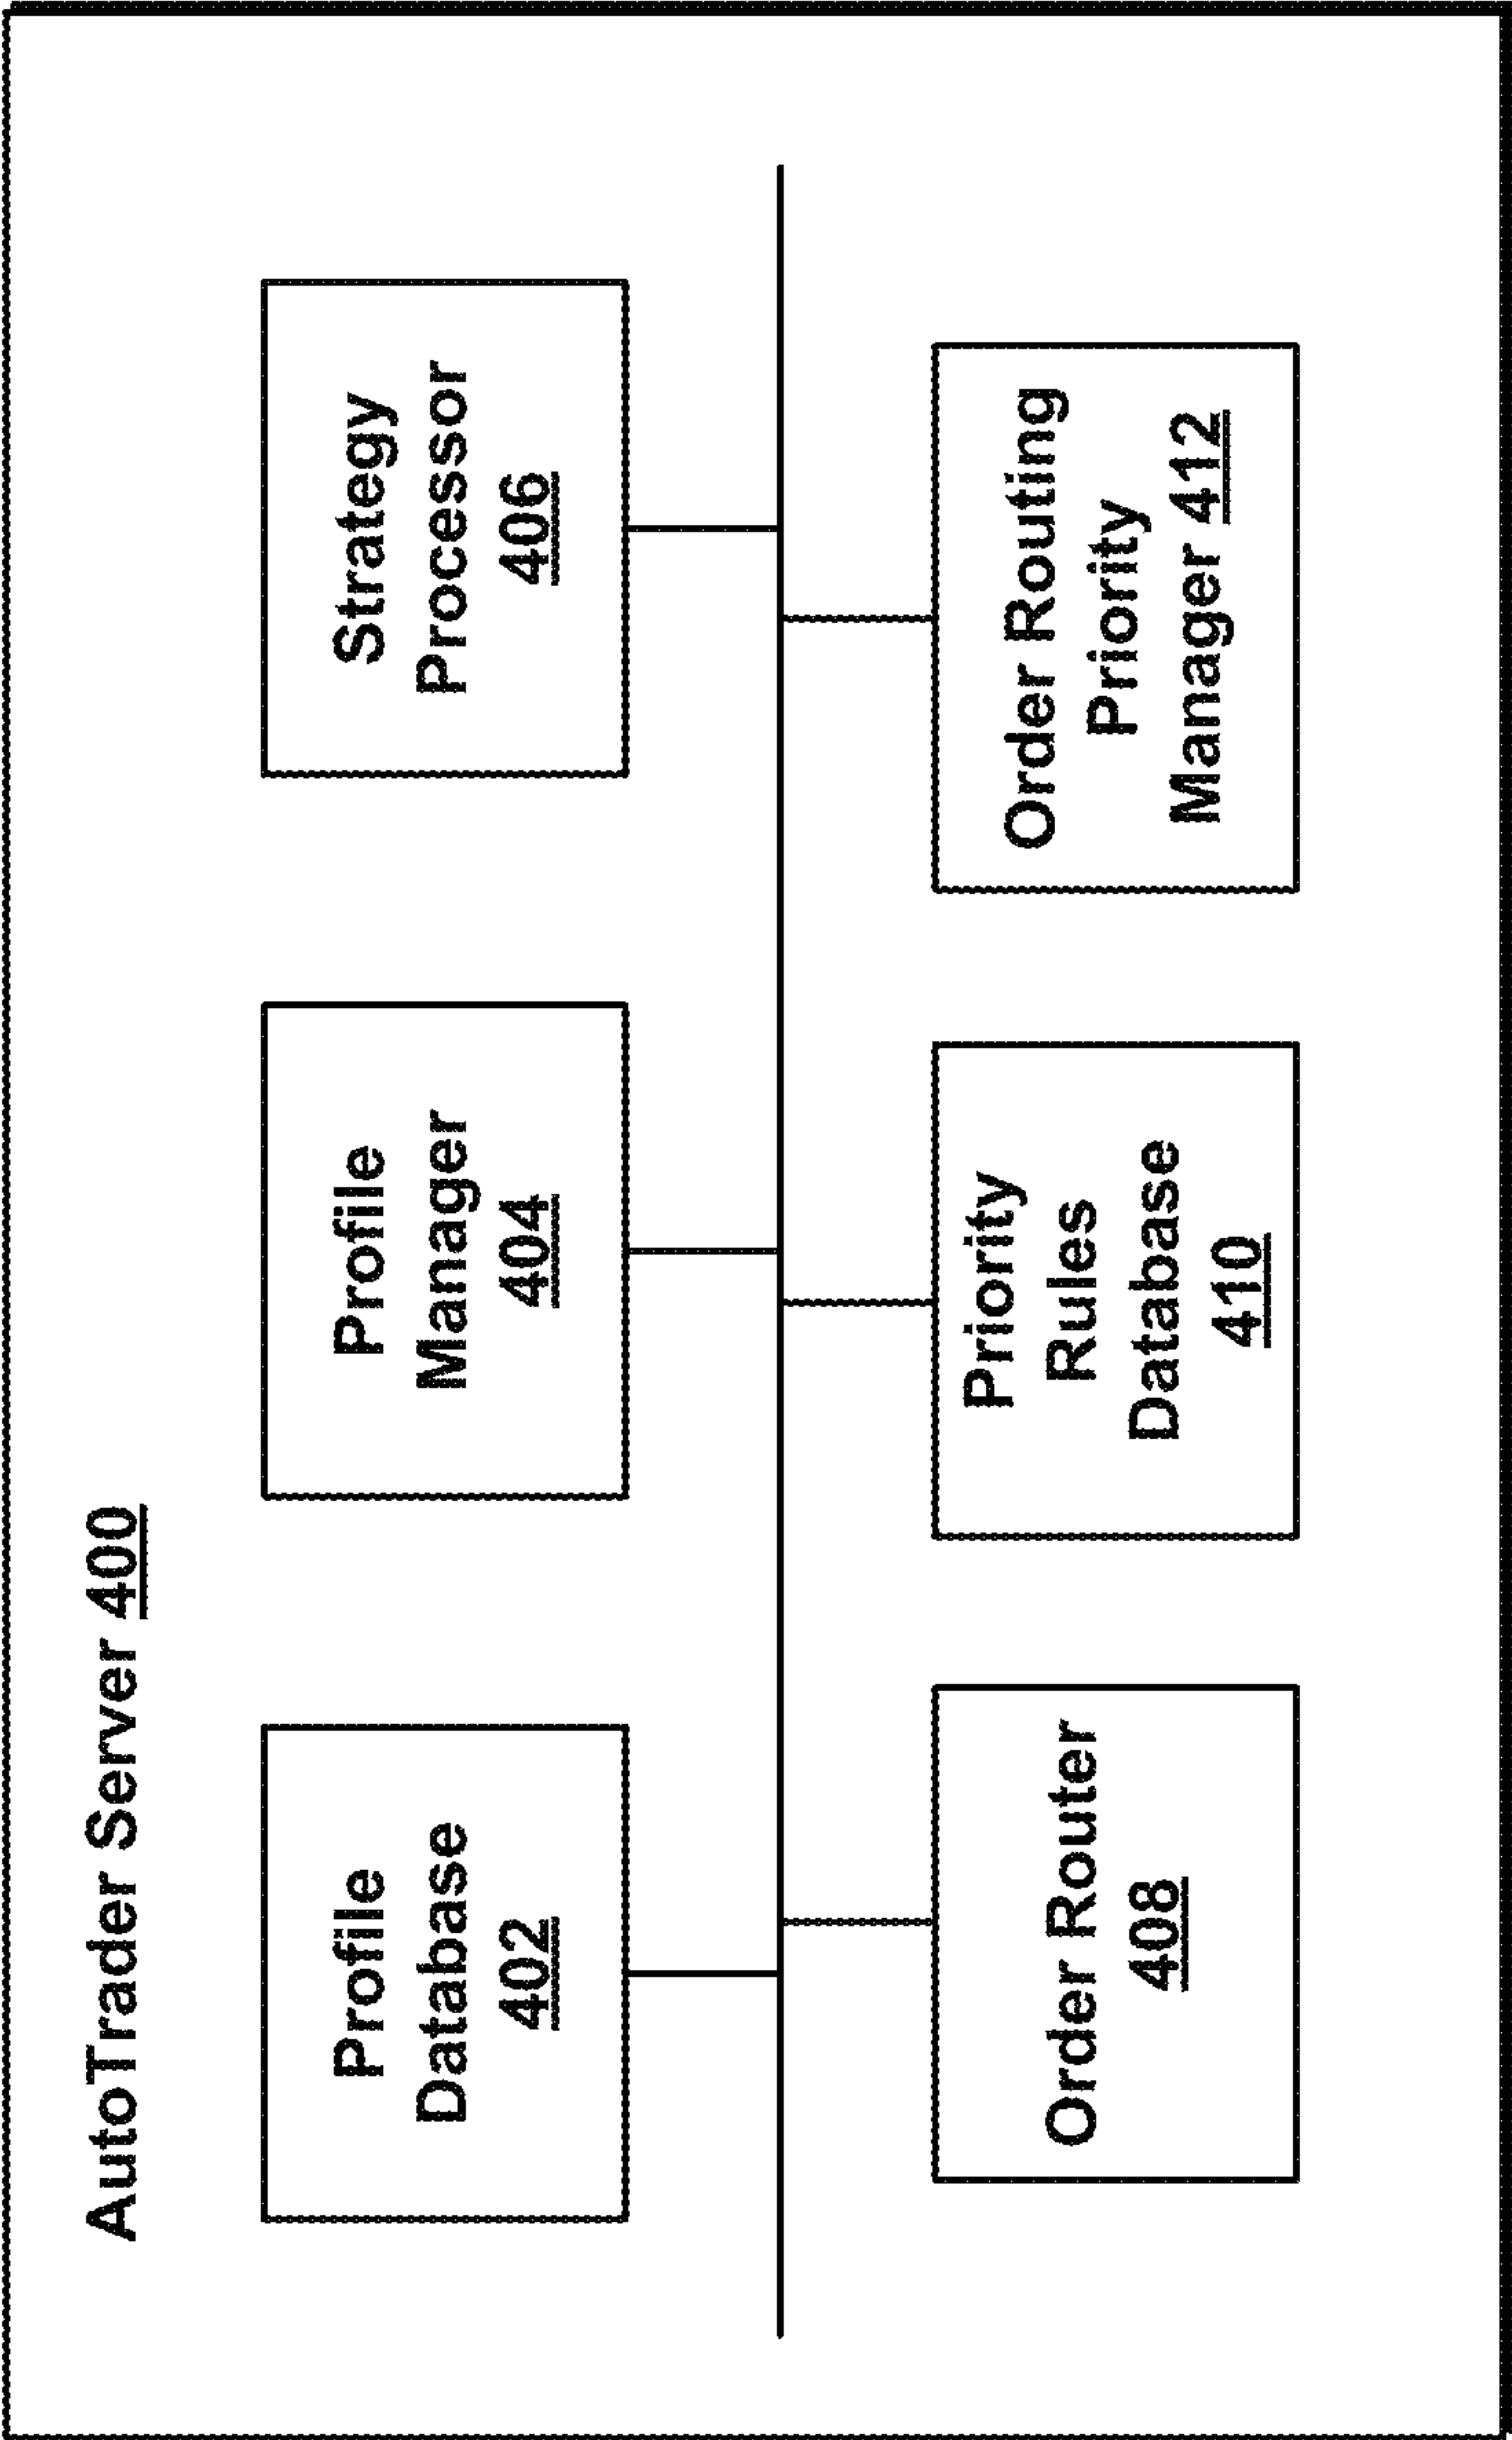 AutoTrader Server 400
Profile
Database
402
Profile
Manager
404
Strategy
Processor
406
Order Router
408
Priority
Rules
Database
410
Order Routing
Priority
Manager 412